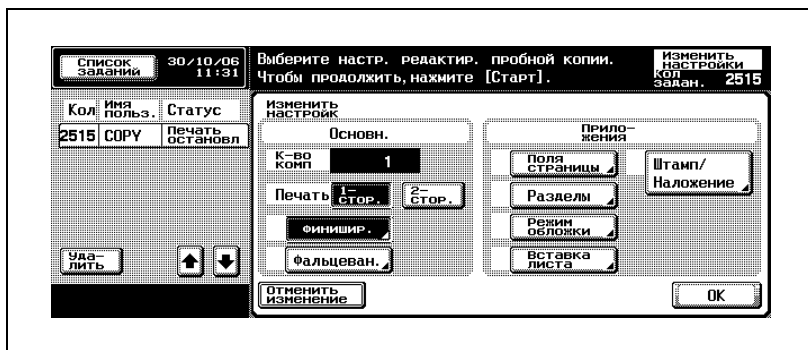 Список
заданий
30/10/06
11:31
Выберите настр. редактир. пробной копии.
Чтобы продолжить,нажмите [Старт].
Изменить
настройки
Кол
задан. 2515
Кол Имя
польз. Статус
2515 COPY Печать
остановл
Уда-
лить
Изменить
настройк
Основн.
К-во
комп 1
Печать 1-
стор. 2-
стор.
финишир.
Фальцеван.
Отменить
изменение
Прило-
жения
Поля
страницы
Разделы
Режим
обложки
Вставка
листа
Штамп/
Наложение
OK